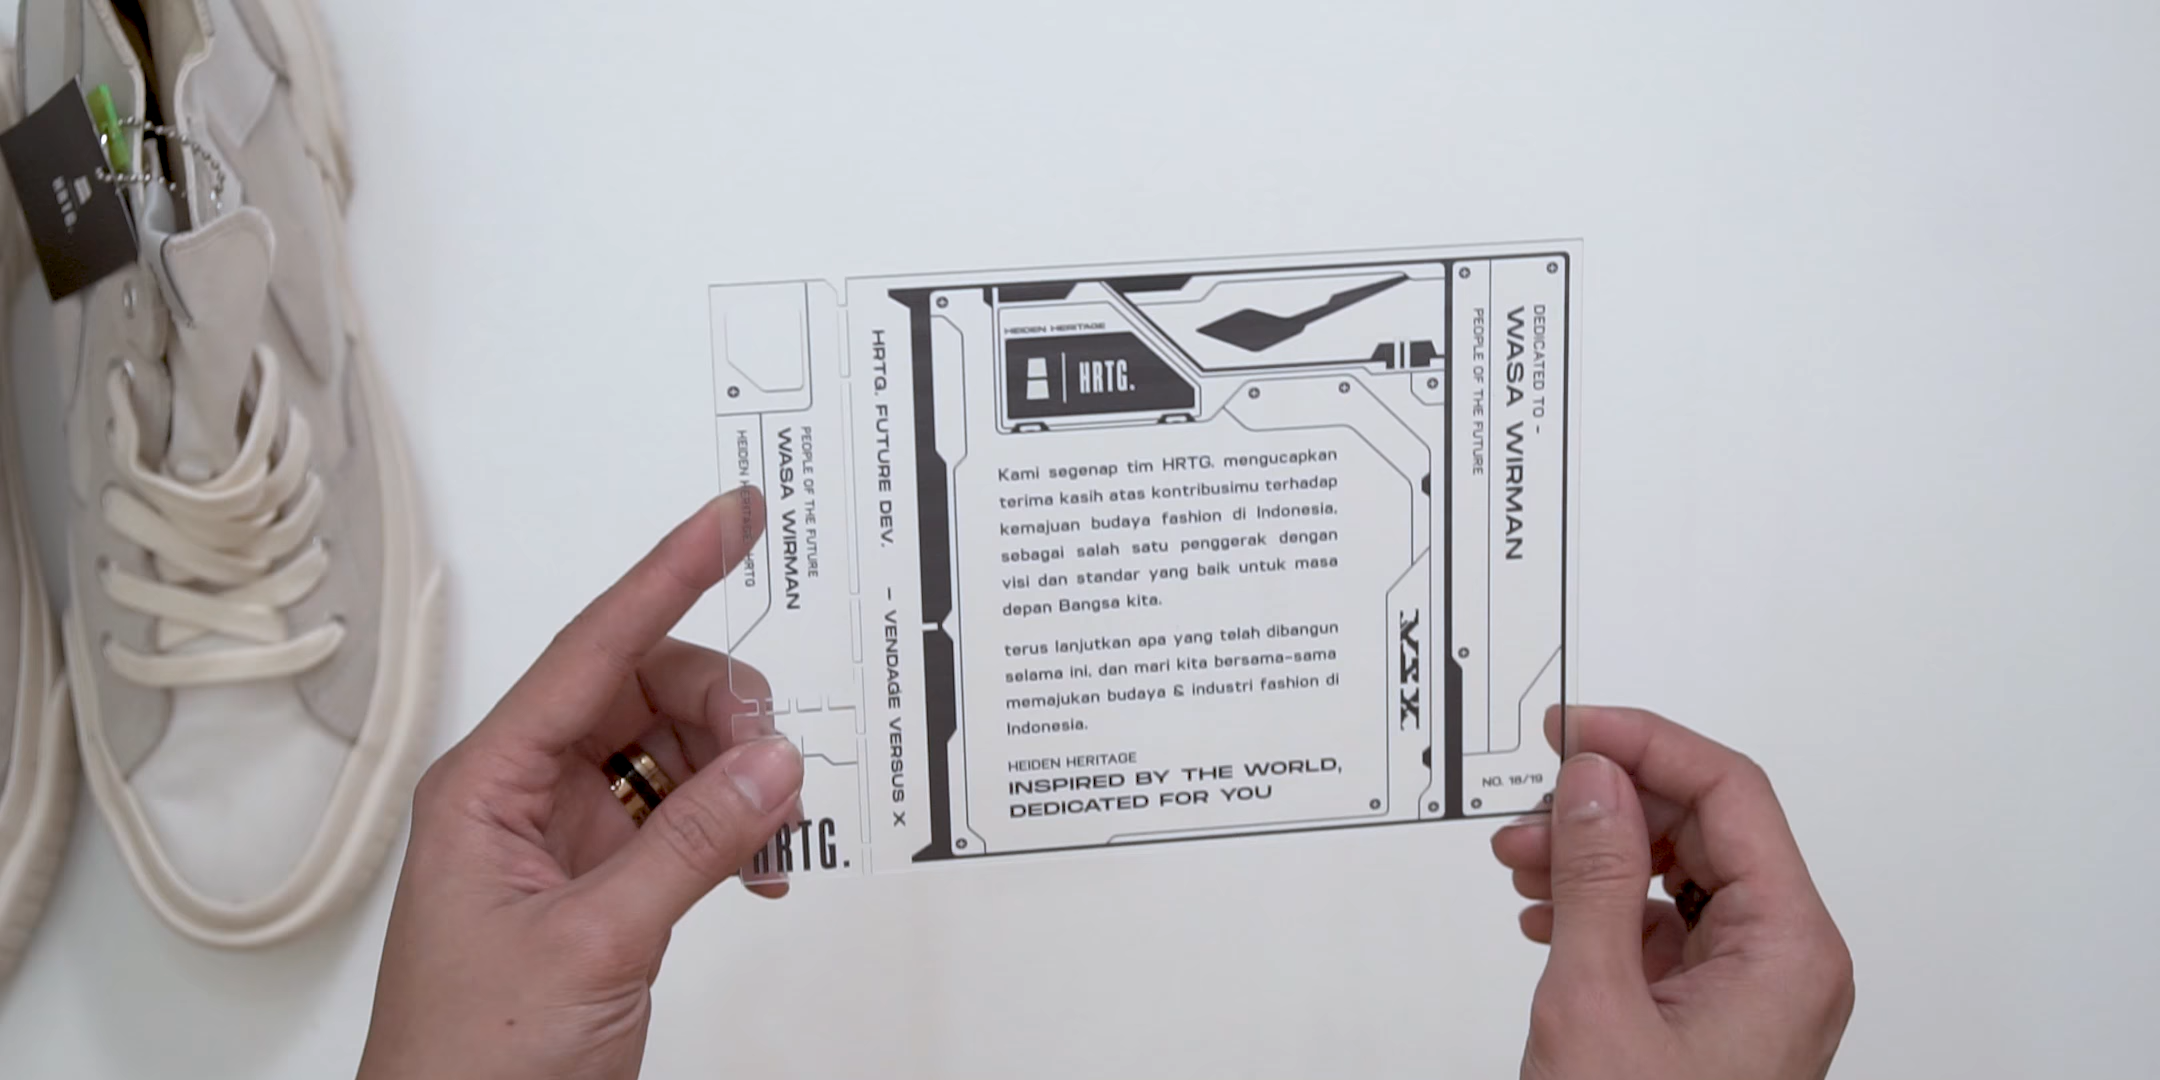 HRTG.
PEOPLE OF THE FUTURE
WASA WIRMAN
HEIDEN HERITAGE HRTG
HRTG.
HRTG. FUTURE DEV. – VENDAGE VERSUS X
HEIDEN HERITAGE
HRTG.
Kami segenap tim HRTG. mengucapkan
terima kasih atas kontribusimu terhadap
kemajuan budaya fashion di Indonesia.
sebagai salah satu penggerak dengan
visi dan standar yang baik untuk masa
depan Bangsa kita.
terus lanjutkan apa yang telah dibangun
selama ini, dan mari kita bersama-sama
memajukan budaya & industri fashion di
Indonesia.
HEIDEN HERITAGE
INSPIRED BY THE WORLD,
DEDICATED FOR YOU
DEDICATED TO –
WASA WIRMAN
PEOPLE OF THE FUTURE
NO. 18/19